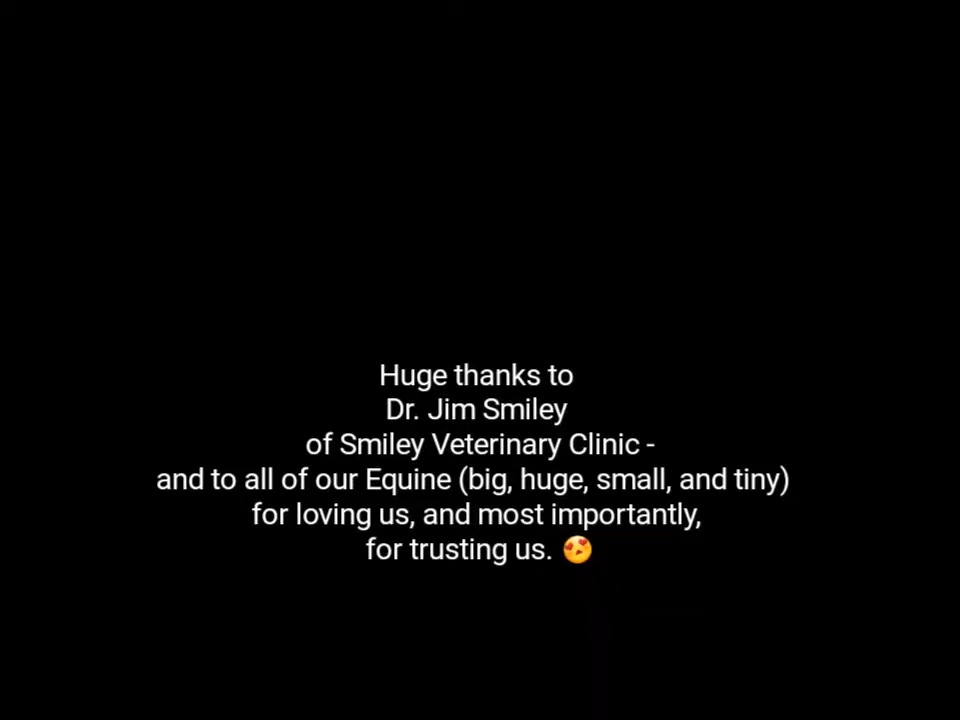 Huge thanks to
Dr. Jim Smiley
of Smiley Veterinary Clinic -
and to all of our Equine (big, huge, small, and tiny)
for loving us, and most importantly,
for trusting us. 😍